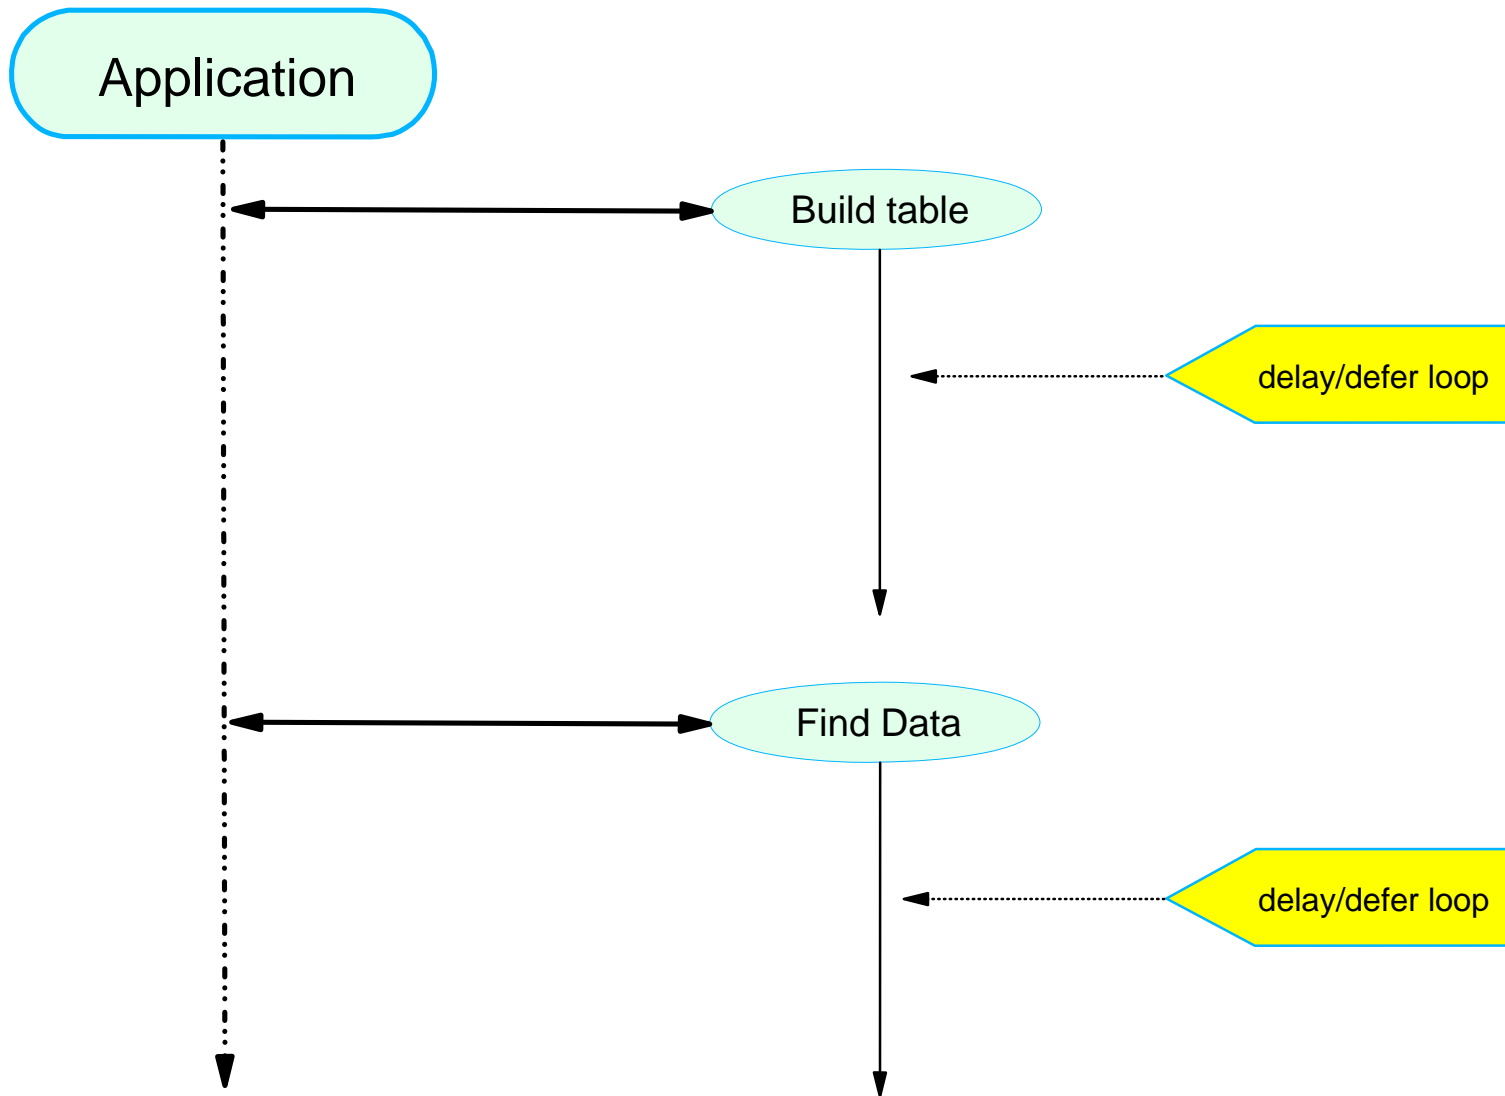 Application
Build table
delay/defer loop
Find Data
delay/defer loop